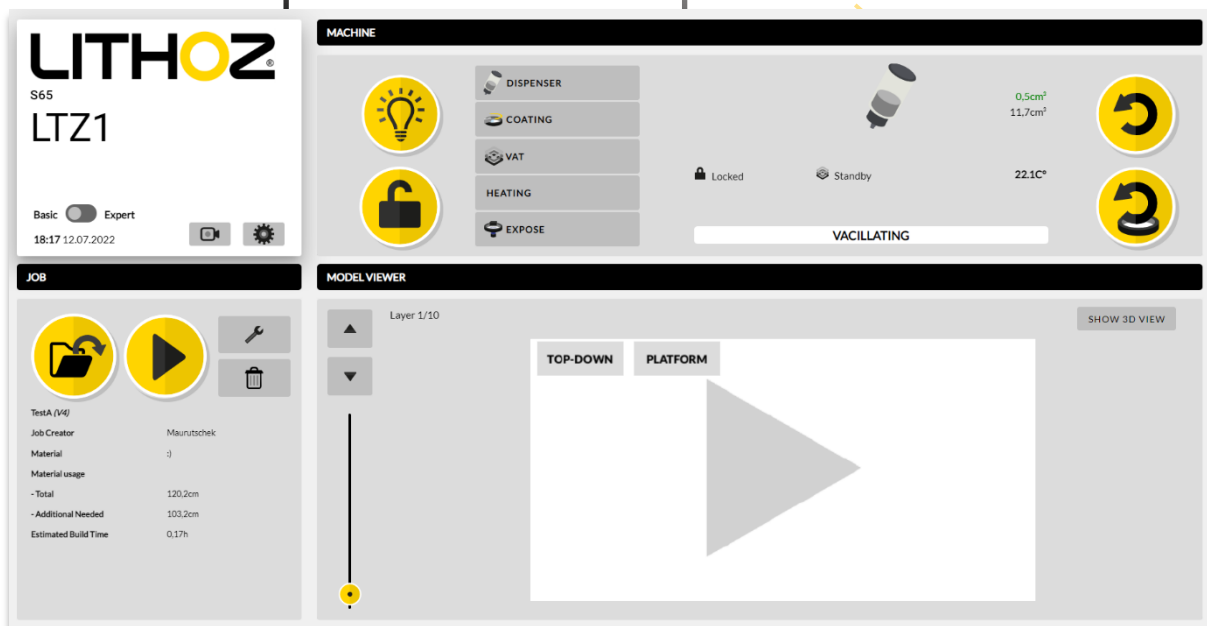 LITHOZ®
S65
LTZ1
Basic Expert
18:17 12.07.2022
MACHINE
DISPENSER
COATING
VAT
HEATING
EXPOSE
0,5cm³
11,7cm³
Locked
Standby
22.1C°
VACILLATING
JOB
TestA (V4)
Job Creator Maurutschek
Material :)
Material usage
- Total 120,2cm
- Additional Needed 103,2cm
Estimated Build Time 0,17h
MODEL VIEWER
Layer 1/10
SHOW 3D VIEW
TOP-DOWN PLATFORM